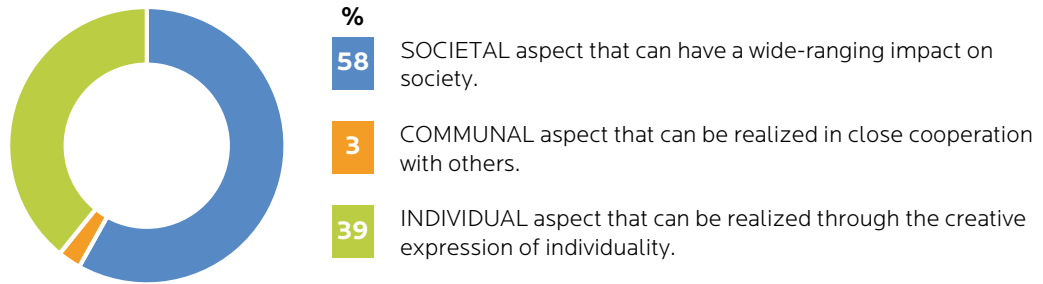 %
58 SOCIETAL aspect that can have a wide-ranging impact on
society.
3 COMMUNAL aspect that can be realized in close cooperation
with others.
39 INDIVIDUAL aspect that can be realized through the creative
expression of individuality.